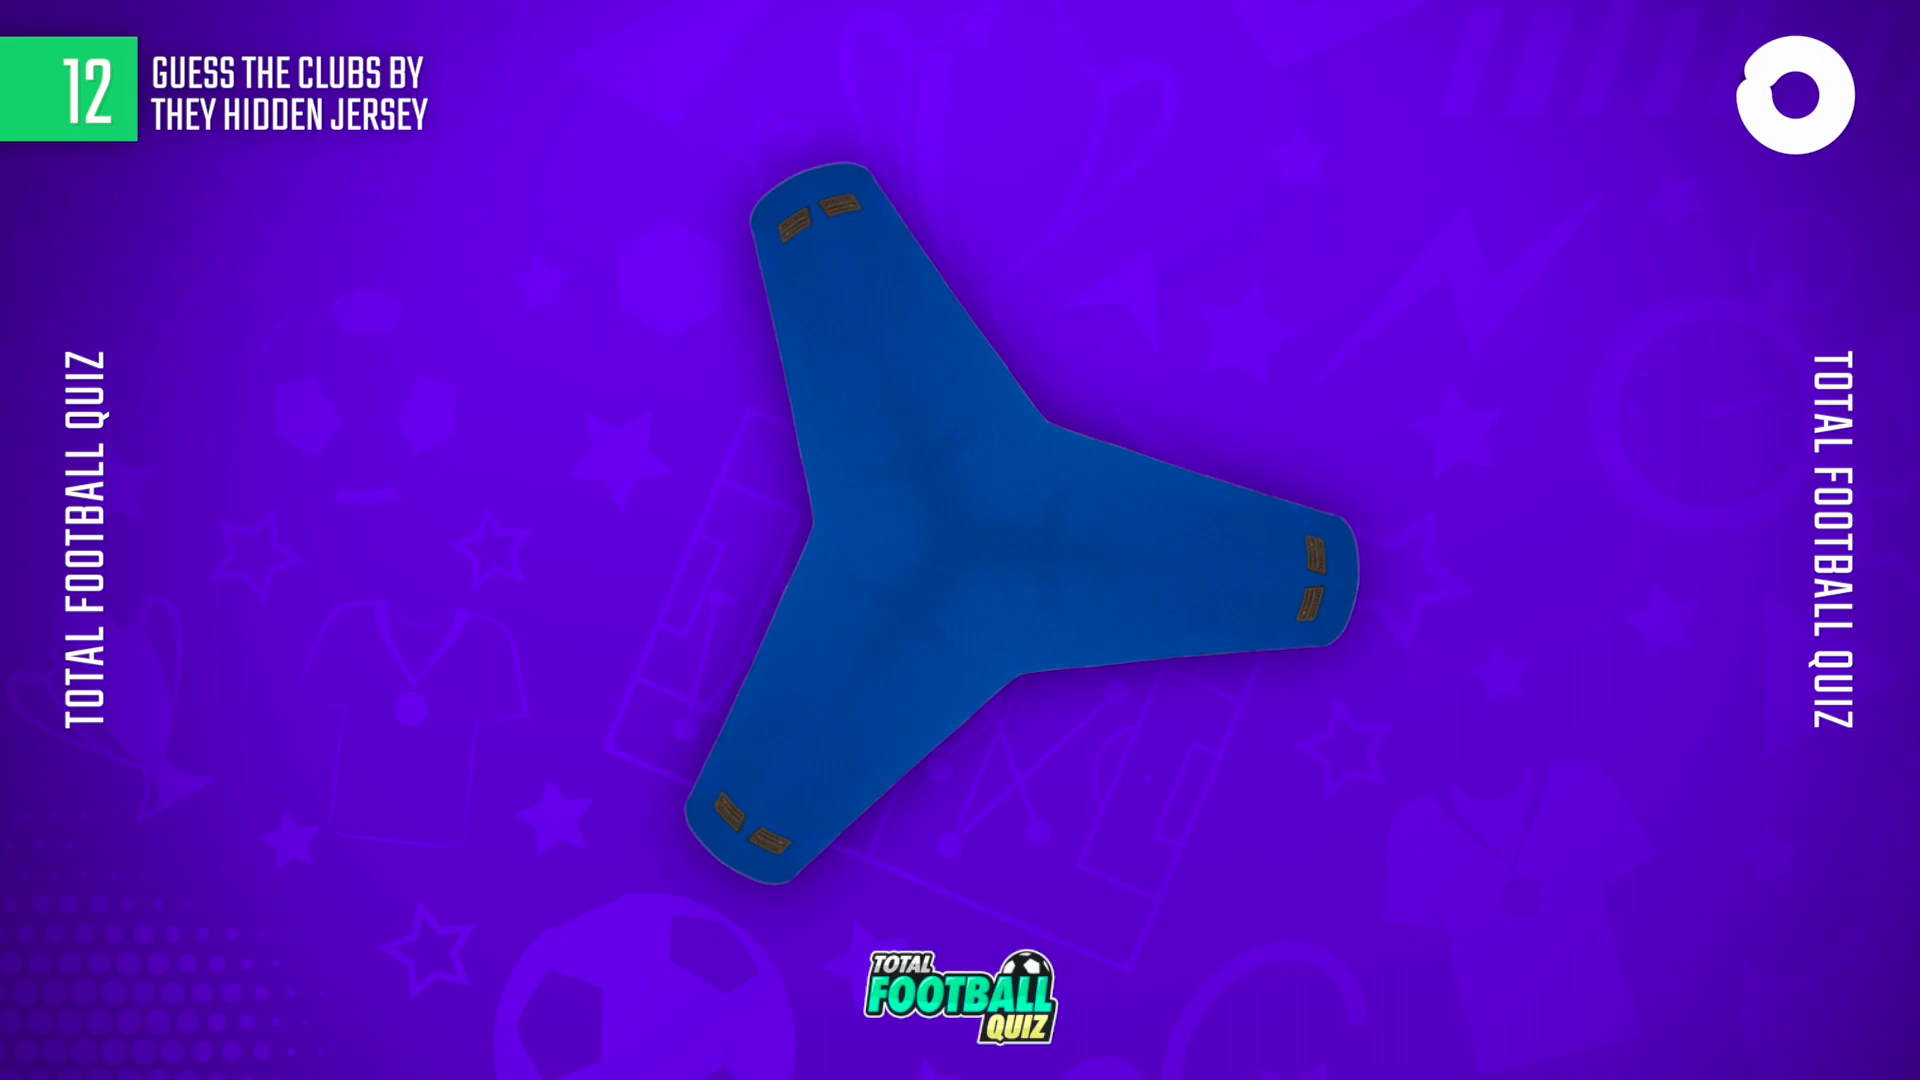 12
GUESS THE CLUBS BY
THEY HIDDEN JERSEY
TOTAL FOOTBALL QUIZ
TOTAL FOOTBALL QUIZ
TOTAL
FOOTBALL
QUIZ